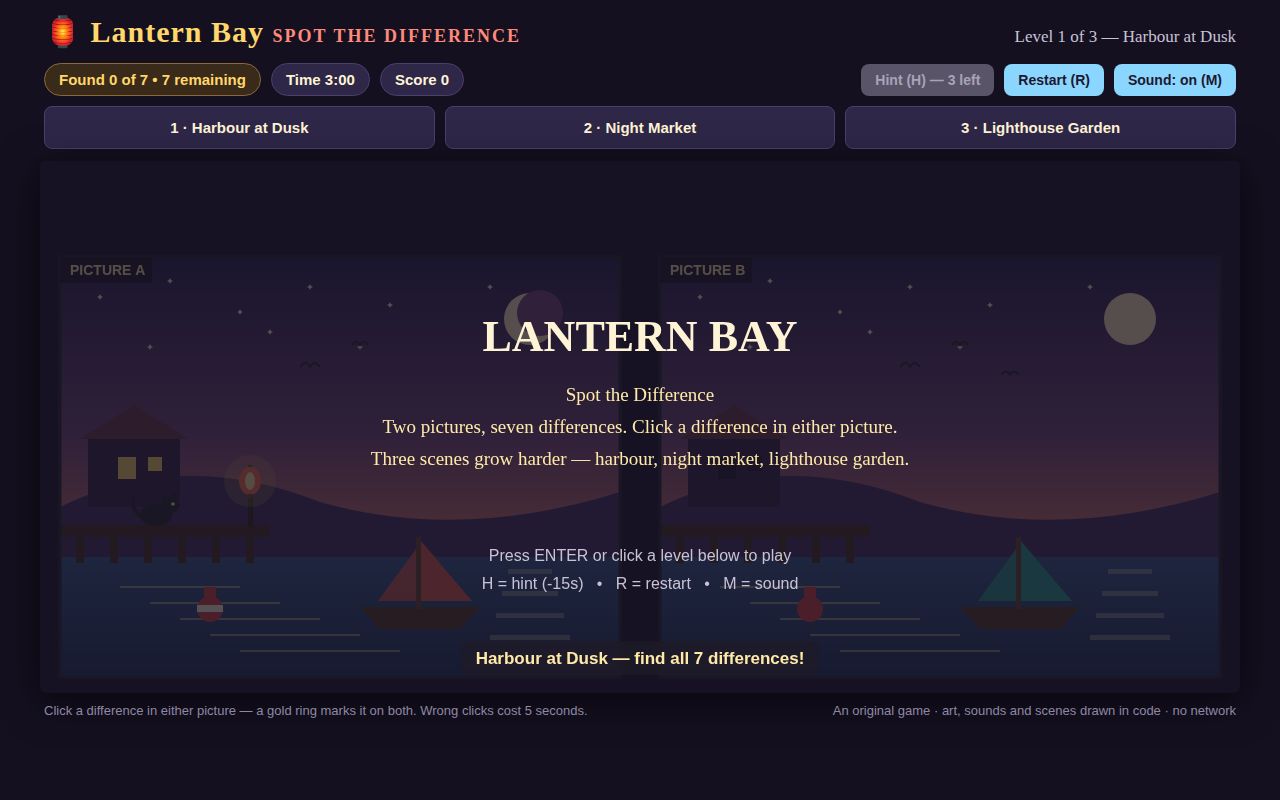 Lantern Bay SPOT THE DIFFERENCE
Level 1 of 3 — Harbour at Dusk
Found 0 of 7 • 7 remaining
Time 3:00
Score 0
Hint (H) — 3 left
Restart (R)
Sound: on (M)
1 · Harbour at Dusk
2 · Night Market
3 · Lighthouse Garden
PICTURE A
PICTURE B
LANTERN BAY
Spot the Difference
Two pictures, seven differences. Click a difference in either picture.
Three scenes grow harder — harbour, night market, lighthouse garden.
Press ENTER or click a level below to play
H = hint (-15s) • R = restart • M = sound
Harbour at Dusk — find all 7 differences!
Click a difference in either picture — a gold ring marks it on both. Wrong clicks cost 5 seconds.
An original game · art, sounds and scenes drawn in code · no network